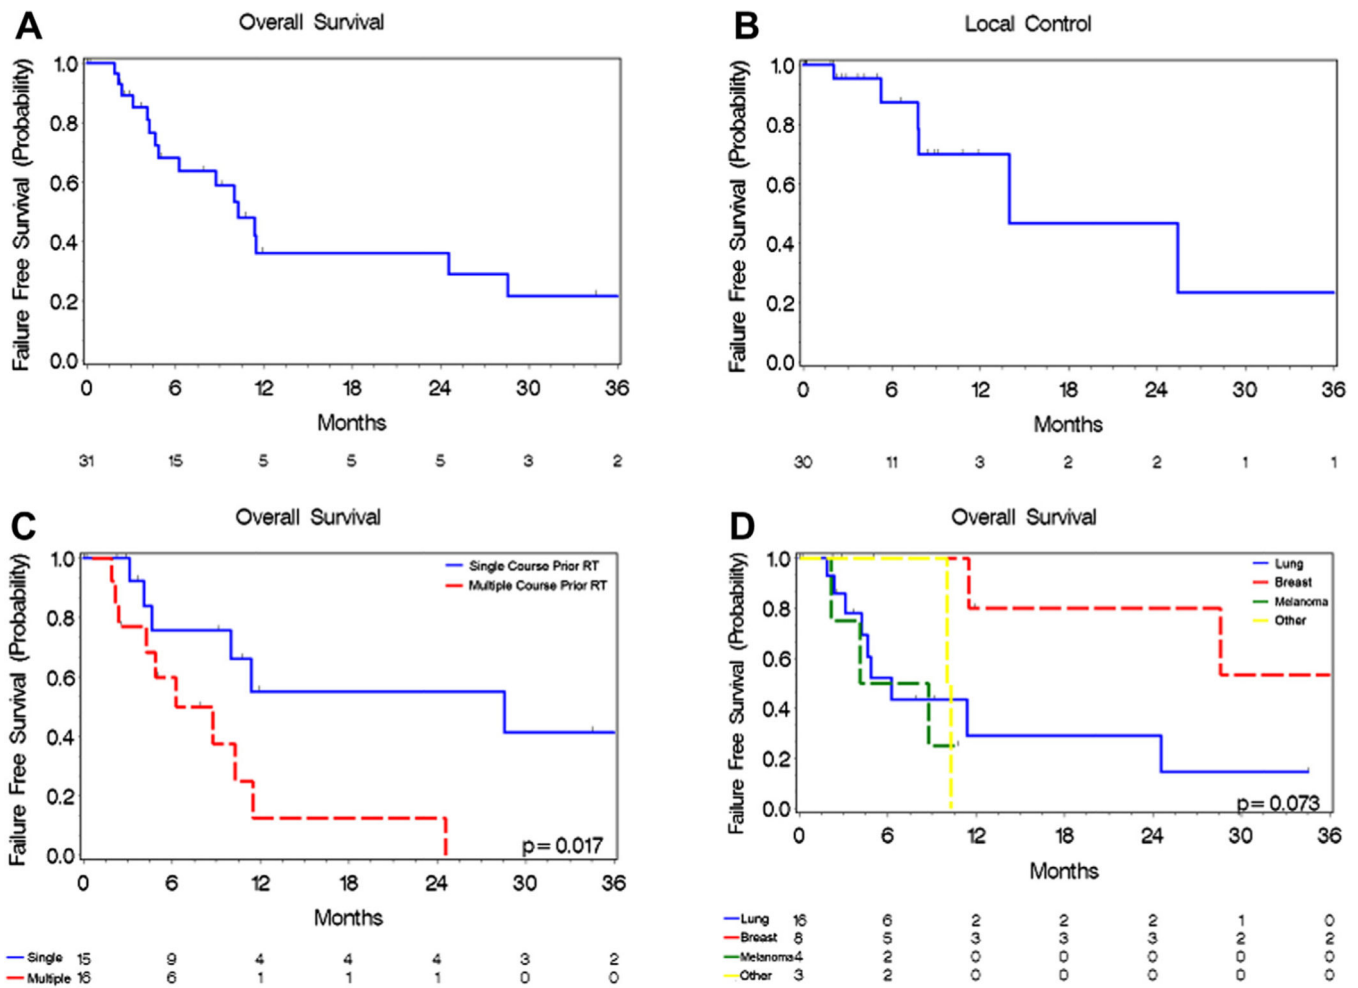 A
Overall Survival
Failure Free Survival (Probability)
1.0
0.8
0.6
0.4
0.2
0.0
0 6 12 18 24 30 36
Months
31 15 5 5 5 3 2
B
Local Control
Failure Free Survival (Probability)
1.0
0.8
0.6
0.4
0.2
0.0
0 6 12 18 24 30 36
Months
30 11 3 2 2 1 1
C
Overall Survival
Failure Free Survival (Probability)
1.0
0.8
0.6
0.4
0.2
0.0
Single Course Prior RT
Multiple Course Prior RT
p=0.017
0 6 12 18 24 30 36
Months
Single 15 9 4 4 4 3 2
Multiple 16 6 1 1 1 0 0
D
Overall Survival
Failure Free Survival (Probability)
1.0
0.8
0.6
0.4
0.2
0.0
Lung
Breast
Melanoma
Other
p=0.073
0 6 12 18 24 30 36
Months
Lung 16 6 2 2 2 1 0
Breast 8 5 3 3 3 2 2
Melanoma 4 2 0 0 0 0 0
Other 3 2 0 0 0 0 0